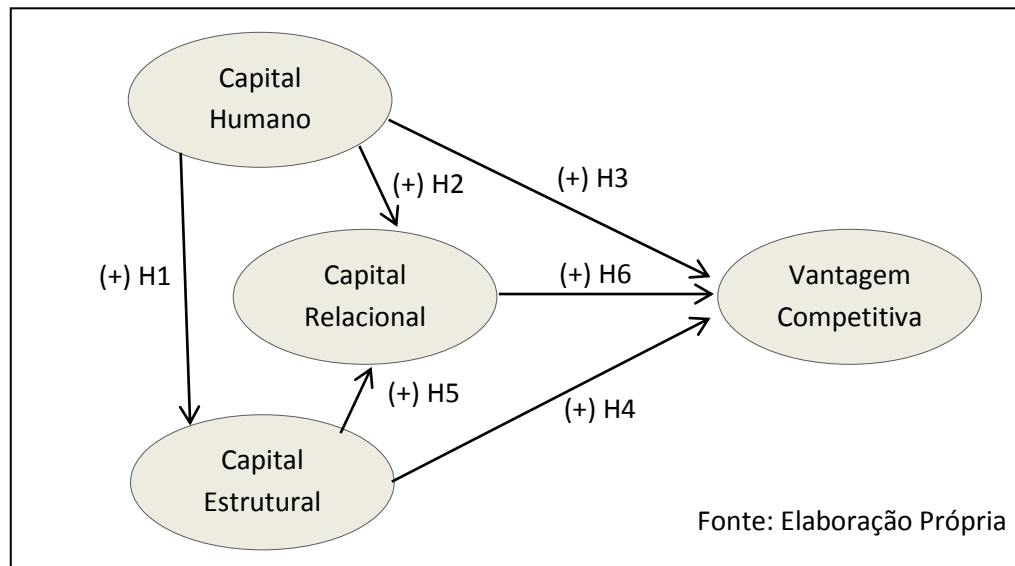 Capital
Humano
(+) H2
(+) H3
(+) H1
Capital
Relacional
(+) H6
Vantagem
Competitiva
(+) H5
(+) H4
Capital
Estrutural
Fonte: Elaboração Própria